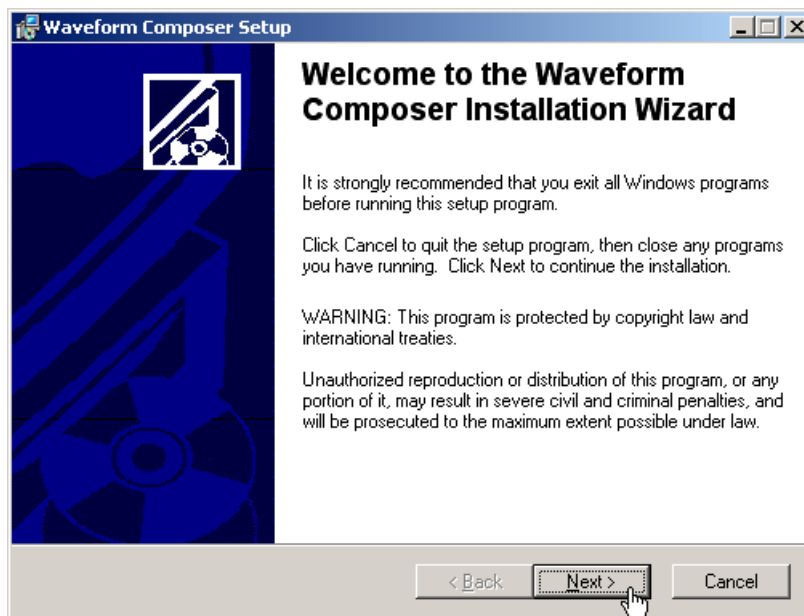 Waveform Composer Setup
Welcome to the Waveform
Composer Installation Wizard
It is strongly recommended that you exit all Windows programs
before running this setup program.
Click Cancel to quit the setup program, then close any programs
you have running.  Click Next to continue the installation.
WARNING: This program is protected by copyright law and
international treaties.
Unauthorized reproduction or distribution of this program, or any
portion of it, may result in severe civil and criminal penalties, and
will be prosecuted to the maximum extent possible under law.
< Back Next > Cancel